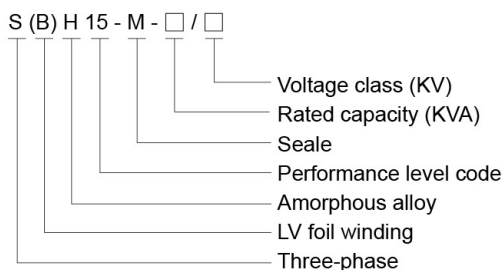 S (B) H 15 - M - □ / □
Voltage class (KV)
Rated capacity (KVA)
Seale
Performance level code
Amorphous alloy
LV foil winding
Three-phase